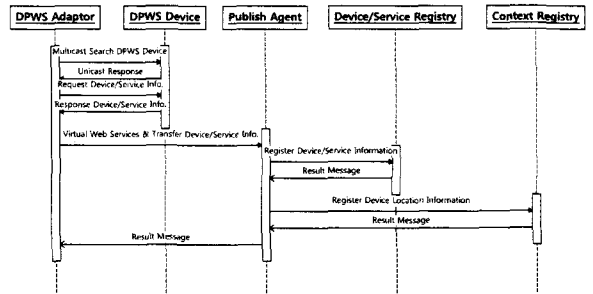 DPWS Adaptor
DPWS Device
Publish Agent
Device/Service Registry
Context Registry
Multicast Search DPWS Device
Unicast Response
Request Device/Service Info.
Response Device/Service Info.
Virtual Web Services & Transfer Device/Service Info.
Register Device/Service Information
Result Message
Register Device Location Information
Result Message
Result Message